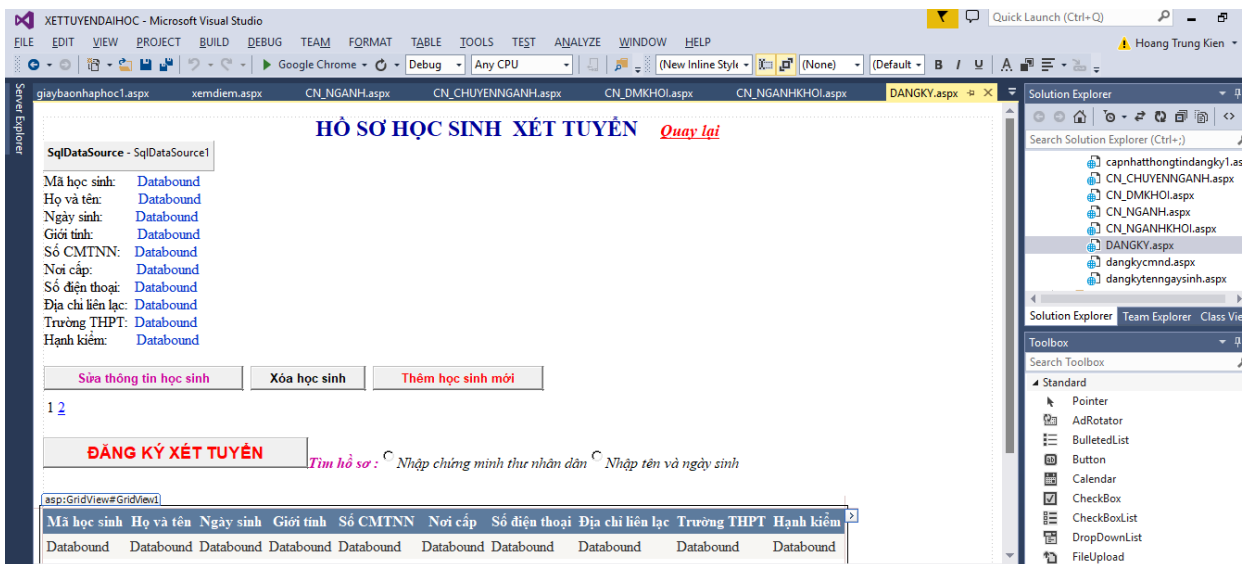 XETTUYENDAIHOC - Microsoft Visual Studio
Quick Launch (Ctrl+Q)
FILE EDIT VIEW PROJECT BUILD DEBUG TEAM FORMAT TABLE TOOLS TEST ANALYZE WINDOW HELP
Hoang Trung Kien
Google Chrome Debug Any CPU (New Inline Style (None) (Default B I U A
Server Explorer
giaybaonhaphoc1.aspx xemdiem.aspx CN_NGANH.aspx CN_CHUYENNGANH.aspx CN_DMKHOI.aspx CN_NGANHKHOI.aspx DANGKY.aspx
HỒ SƠ HỌC SINH XÉT TUYỂN Quay lại
SqlDataSource - SqlDataSource1
Mã học sinh: Databound
Họ và tên: Databound
Ngày sinh: Databound
Giới tính: Databound
Số CMTNN: Databound
Nơi cấp: Databound
Số điện thoại: Databound
Địa chỉ liên lạc: Databound
Trường THPT: Databound
Hạnh kiểm: Databound
Sửa thông tin học sinh Xóa học sinh Thêm học sinh mới
1 2
ĐĂNG KÝ XÉT TUYỂN Tìm hồ sơ : Nhập chứng minh thư nhân dân Nhập tên và ngày sinh
asp:GridView#GridView1
Mã học sinh Họ và tên Ngày sinh Giới tính Số CMTNN Nơi cấp Số điện thoại Địa chỉ liên lạc Trường THPT Hạnh kiểm
Databound Databound Databound Databound Databound Databound Databound Databound Databound Databound
Solution Explorer
Search Solution Explorer (Ctrl+;)
capnhatthongtindangky1.as
CN_CHUYENNGANH.aspx
CN_DMKHOI.aspx
CN_NGANH.aspx
CN_NGANHKHOI.aspx
DANGKY.aspx
dangkycmnd.aspx
dangkytenngaysinh.aspx
Solution Explorer Team Explorer Class Vie
Toolbox
Search Toolbox
Standard
Pointer
AdRotator
BulletedList
Button
Calendar
CheckBox
CheckBoxList
DropDownList
FileUpload